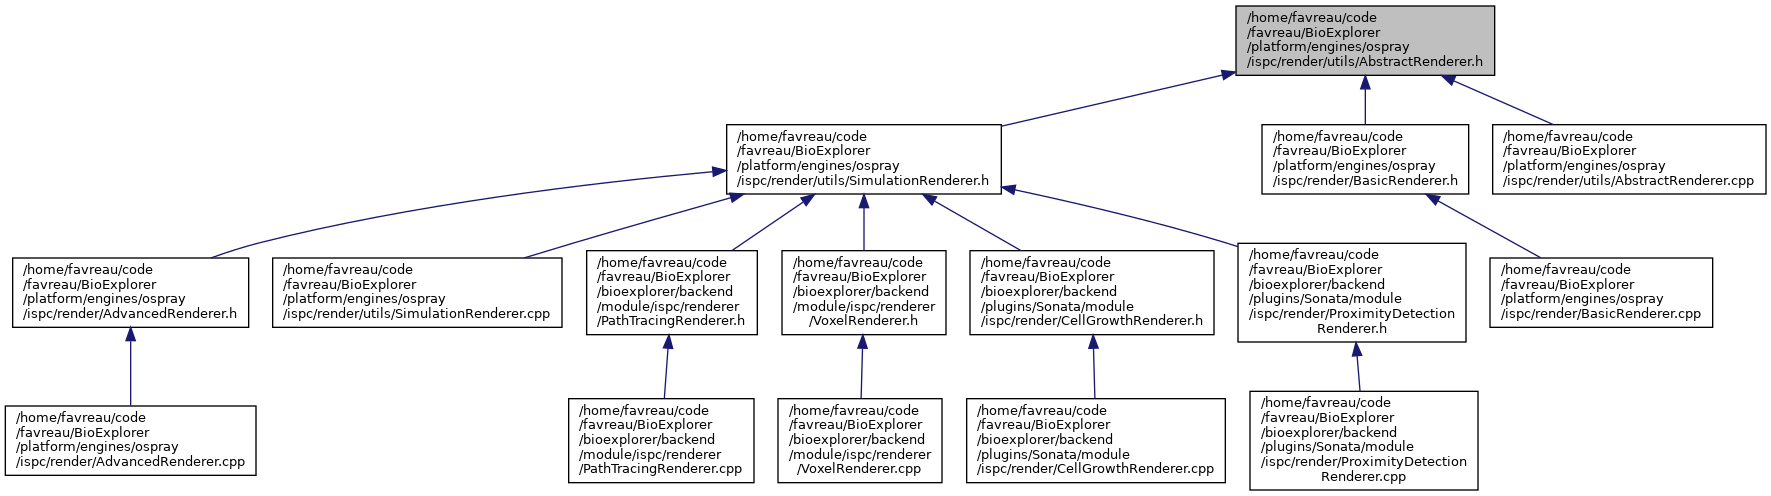 /home/favreau/code
/favreau/BioExplorer
/platform/engines/ospray
/ispc/render/utils/AbstractRenderer.h
/home/favreau/code
/favreau/BioExplorer
/platform/engines/ospray
/ispc/render/utils/SimulationRenderer.h
/home/favreau/code
/favreau/BioExplorer
/platform/engines/ospray
/ispc/render/BasicRenderer.h
/home/favreau/code
/favreau/BioExplorer
/platform/engines/ospray
/ispc/render/utils/AbstractRenderer.cpp
/home/favreau/code
/favreau/BioExplorer
/platform/engines/ospray
/ispc/render/AdvancedRenderer.h
/home/favreau/code
/favreau/BioExplorer
/platform/engines/ospray
/ispc/render/utils/SimulationRenderer.cpp
/home/favreau/code
/favreau/BioExplorer
/bioexplorer/backend
/module/ispc/renderer
/PathTracingRenderer.h
/home/favreau/code
/favreau/BioExplorer
/bioexplorer/backend
/module/ispc/renderer
/VoxelRenderer.h
/home/favreau/code
/favreau/BioExplorer
/bioexplorer/backend
/plugins/Sonata/module
/ispc/render/CellGrowthRenderer.h
/home/favreau/code
/favreau/BioExplorer
/bioexplorer/backend
/plugins/Sonata/module
/ispc/render/ProximityDetection
Renderer.h
/home/favreau/code
/favreau/BioExplorer
/platform/engines/ospray
/ispc/render/BasicRenderer.cpp
/home/favreau/code
/favreau/BioExplorer
/platform/engines/ospray
/ispc/render/AdvancedRenderer.cpp
/home/favreau/code
/favreau/BioExplorer
/bioexplorer/backend
/module/ispc/renderer
/PathTracingRenderer.cpp
/home/favreau/code
/favreau/BioExplorer
/bioexplorer/backend
/module/ispc/renderer
/VoxelRenderer.cpp
/home/favreau/code
/favreau/BioExplorer
/bioexplorer/backend
/plugins/Sonata/module
/ispc/render/CellGrowthRenderer.cpp
/home/favreau/code
/favreau/BioExplorer
/bioexplorer/backend
/plugins/Sonata/module
/ispc/render/ProximityDetection
Renderer.cpp